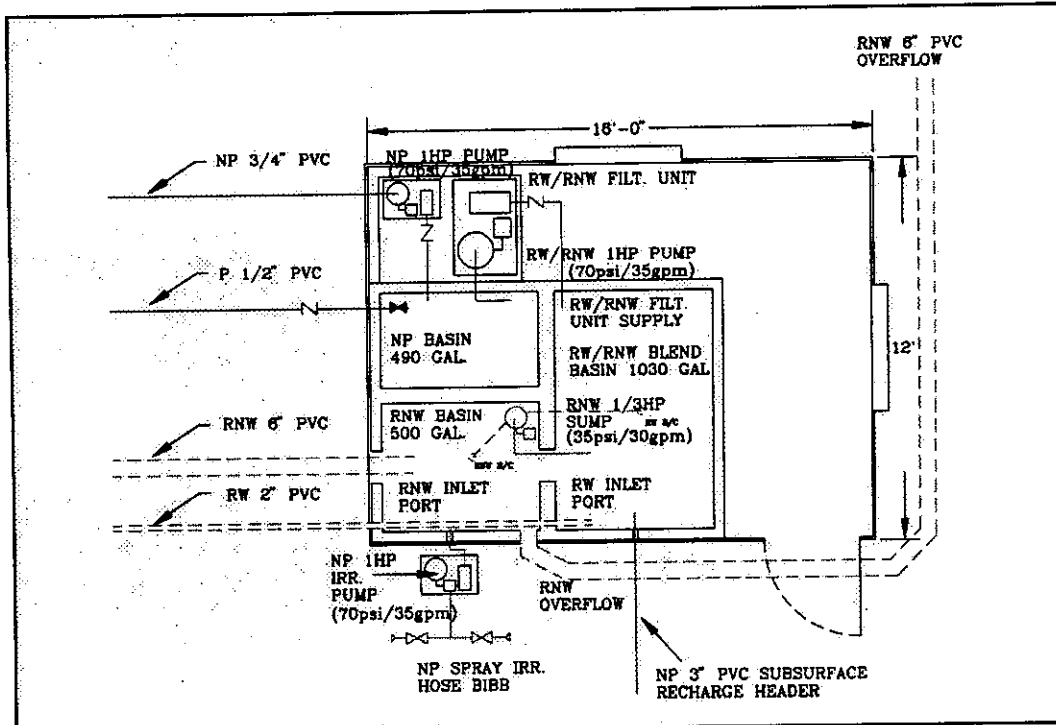 RNW 6" PVC
OVERFLOW
16'-0"
NP 3/4" PVC
NP 1HP PUMP
(70psi/35gpm)
RW/RNW FILT. UNIT
RW/RNW 1HP PUMP
(70psi/35gpm)
P 1/2" PVC
RW/RNW FILT.
UNIT SUPPLY
NP BASIN
490 GAL.
RW/RNW BLEND
BASIN 1030 GAL
12'
RNW BASIN
500 GAL.
RNW 1/3HP
SUMP
(35psi/30gpm)
RW S/C
RNW S/C
RNW 6" PVC
RW 2" PVC
RNW INLET
PORT
RW INLET
PORT
NP 1HP
IRR.
PUMP
(70psi/35gpm)
RNW
OVERFLOW
NP SPRAY IRR.
HOSE BIBB
NP 3" PVC SUBSURFACE
RECHARGE HEADER